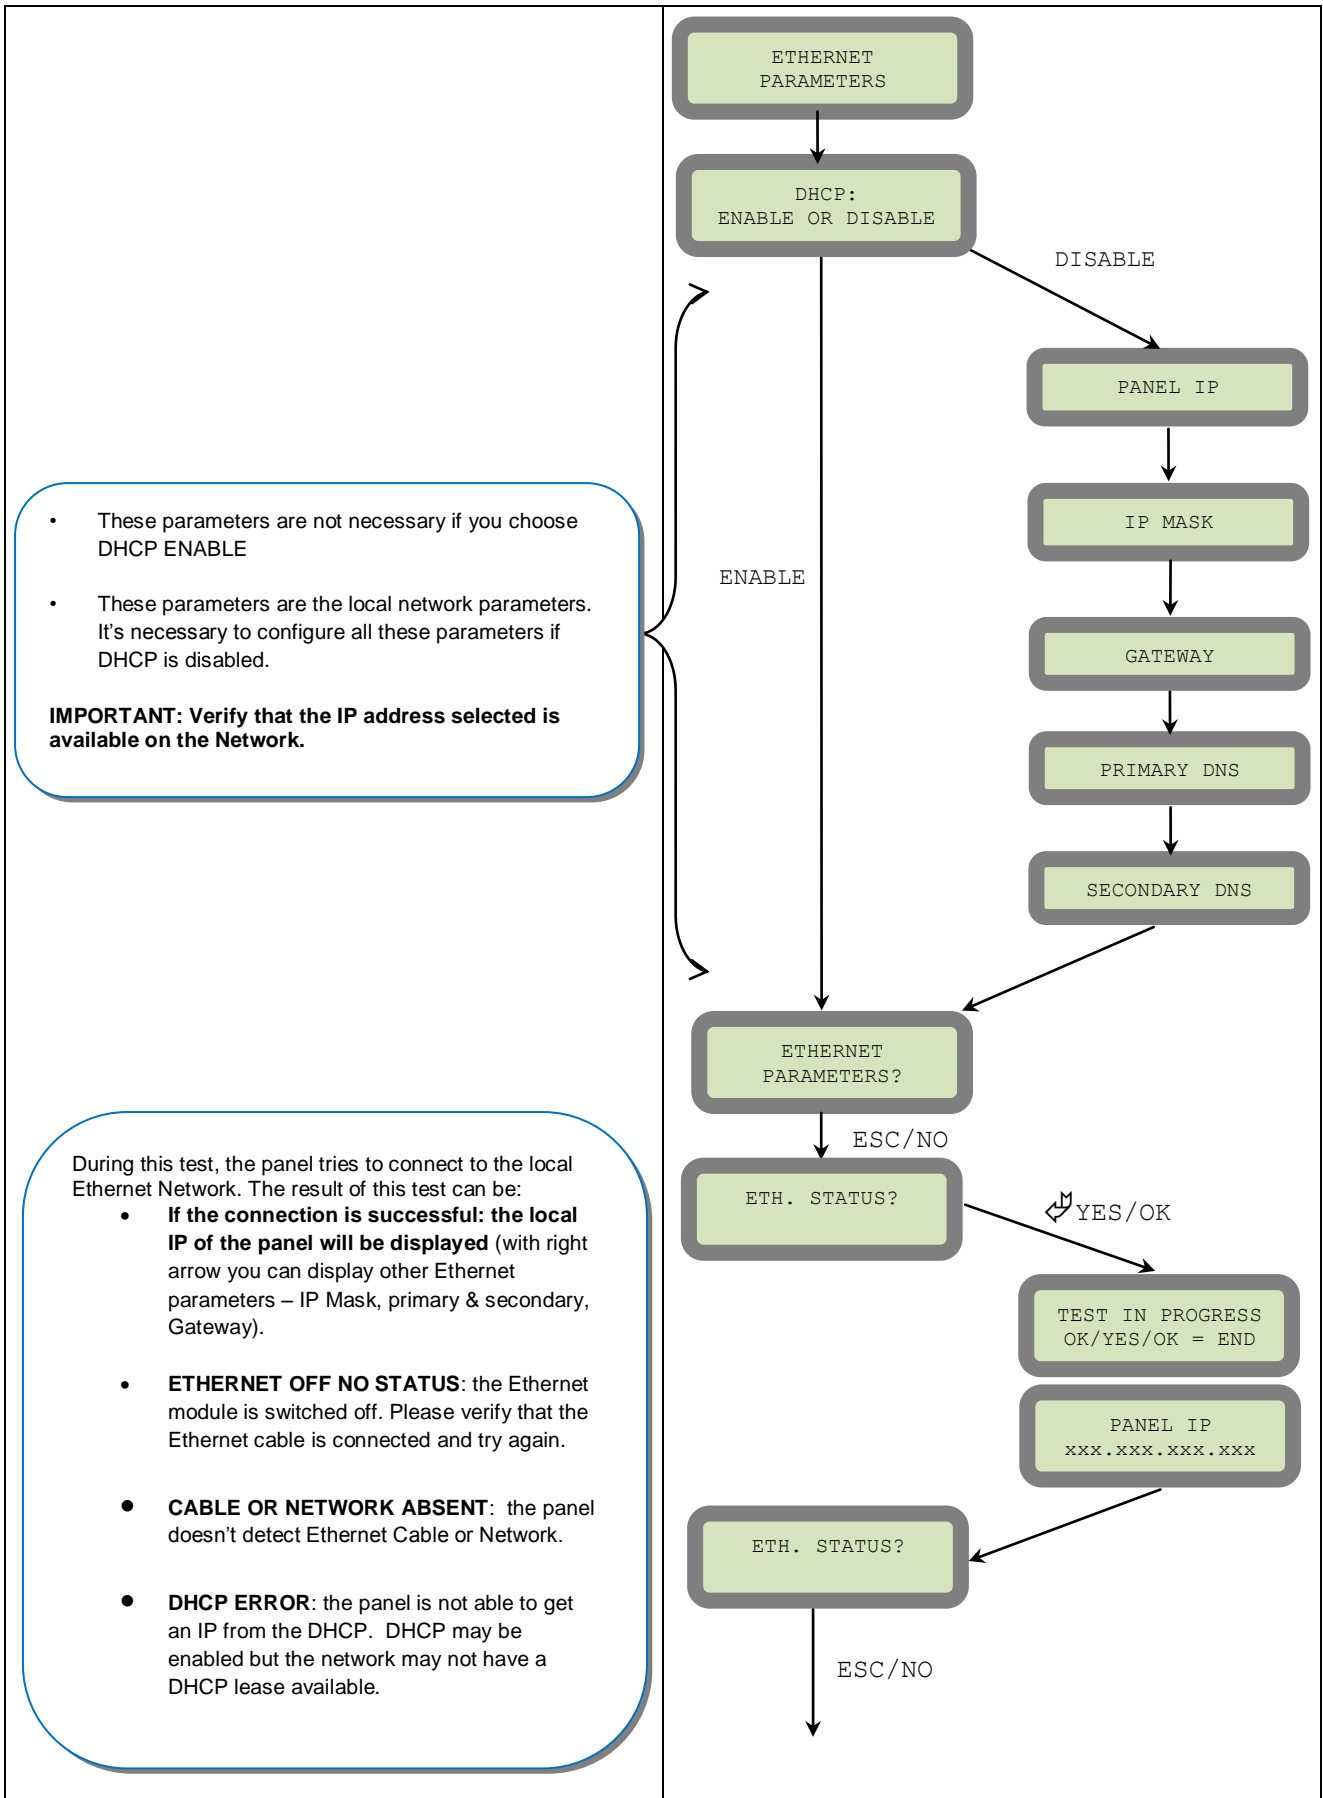 ETHERNET
PARAMETERS
DHCP:
ENABLE OR DISABLE
DISABLE
PANEL IP
• These parameters are not necessary if you choose
DHCP ENABLE
• These parameters are the local network parameters.
It's necessary to configure all these parameters if
DHCP is disabled.
IMPORTANT: Verify that the IP address selected is
available on the Network.
IP MASK
ENABLE
GATEWAY
PRIMARY DNS
SECONDARY DNS
ETHERNET
PARAMETERS?
ESC/NO
During this test, the panel tries to connect to the local
Ethernet Network. The result of this test can be:
• If the connection is successful: the local
IP of the panel will be displayed (with right
arrow you can display other Ethernet
parameters – IP Mask, primary & secondary,
Gateway).
• ETHERNET OFF NO STATUS: the Ethernet
module is switched off. Please verify that the
Ethernet cable is connected and try again.
• CABLE OR NETWORK ABSENT: the panel
doesn't detect Ethernet Cable or Network.
• DHCP ERROR: the panel is not able to get
an IP from the DHCP. DHCP may be
enabled but the network may not have a
DHCP lease available.
ETH. STATUS?
YES/OK
TEST IN PROGRESS
OK/YES/OK = END
PANEL IP
xxx.xxx.xxx.xxx
ETH. STATUS?
ESC/NO